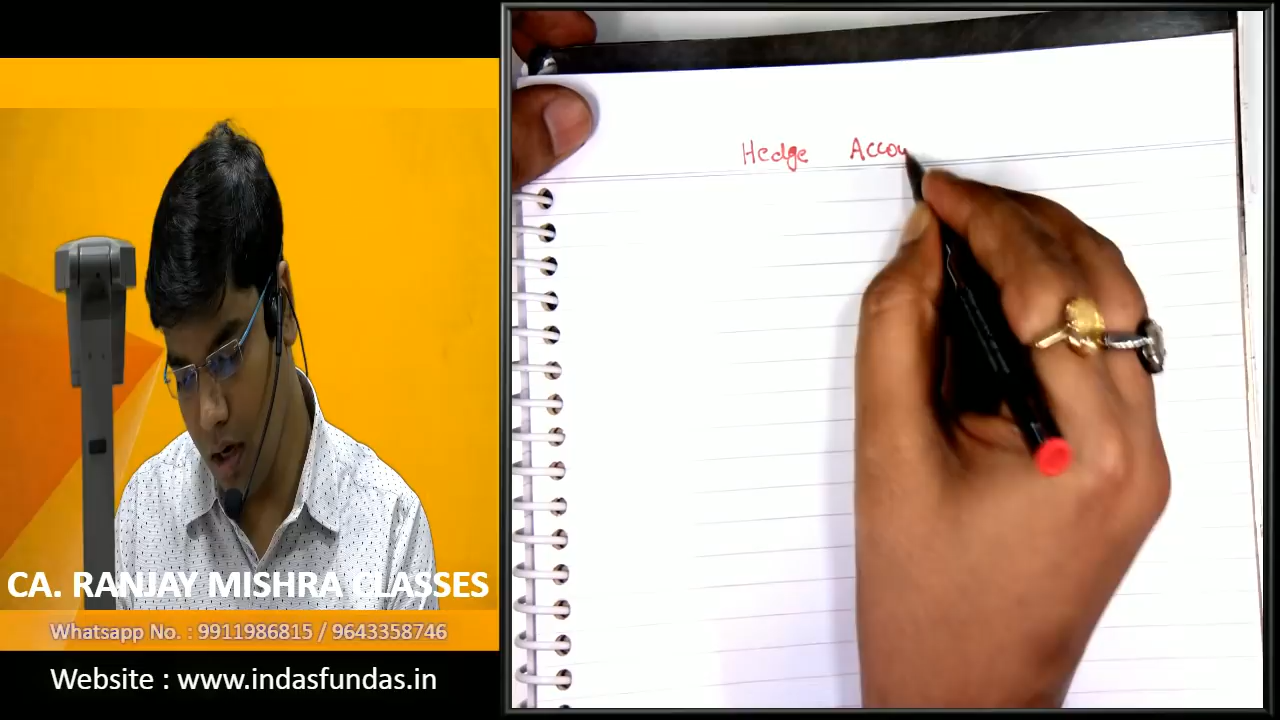 Hedge Accou
CA. RANJAY MISHRA CLASSES
Whatsapp No. : 9911986815 / 9643358746
Website : www.indasfundas.in